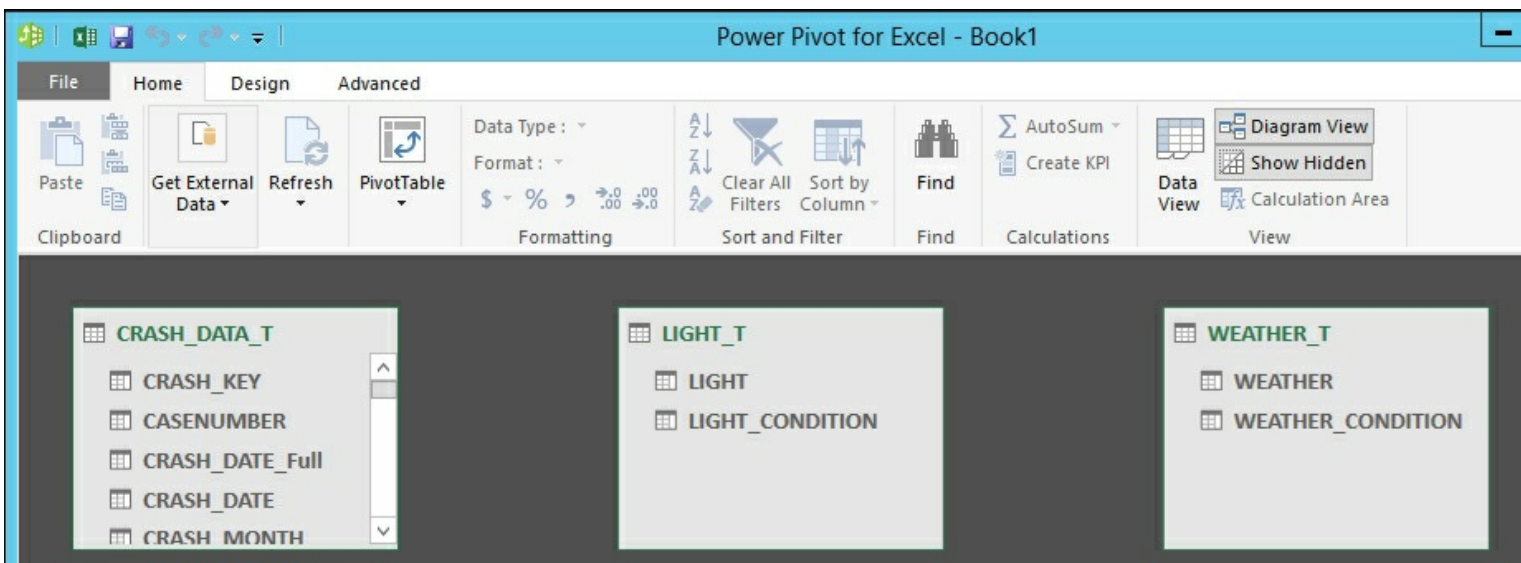 Power Pivot for Excel - Book1
File Home Design Advanced
Paste
Clipboard
Get External Data
Refresh
PivotTable
Data Type :
Format :
$ % , .00 .00
Formatting
Clear All Filters
Sort by Column
Sort and Filter
Find
Find
AutoSum
Create KPI
Calculations
Data View
Diagram View
Show Hidden
Calculation Area
View
CRASH_DATA_T
CRASH_KEY
CASENUMBER
CRASH_DATE_Full
CRASH_DATE
CRASH_MONTH
LIGHT_T
LIGHT
LIGHT_CONDITION
WEATHER_T
WEATHER
WEATHER_CONDITION